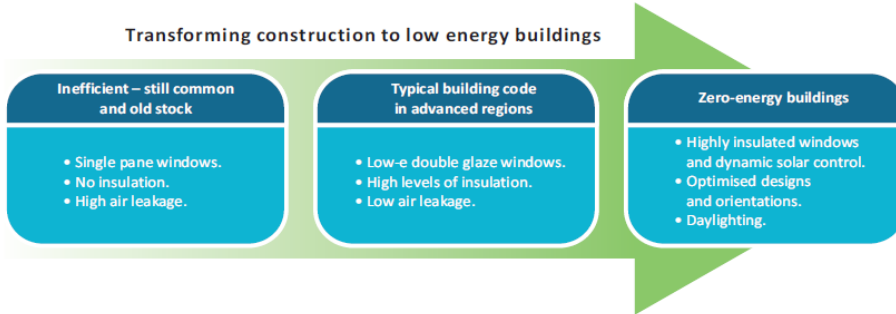 Transforming construction to low energy buildings
Inefficient – still common
and old stock
• Single pane windows.
• No insulation.
• High air leakage.
Typical building code
in advanced regions
• Low-e double glaze windows.
• High levels of insulation.
• Low air leakage.
Zero-energy buildings
• Highly insulated windows
and dynamic solar control.
• Optimised designs
and orientations.
• Daylighting.